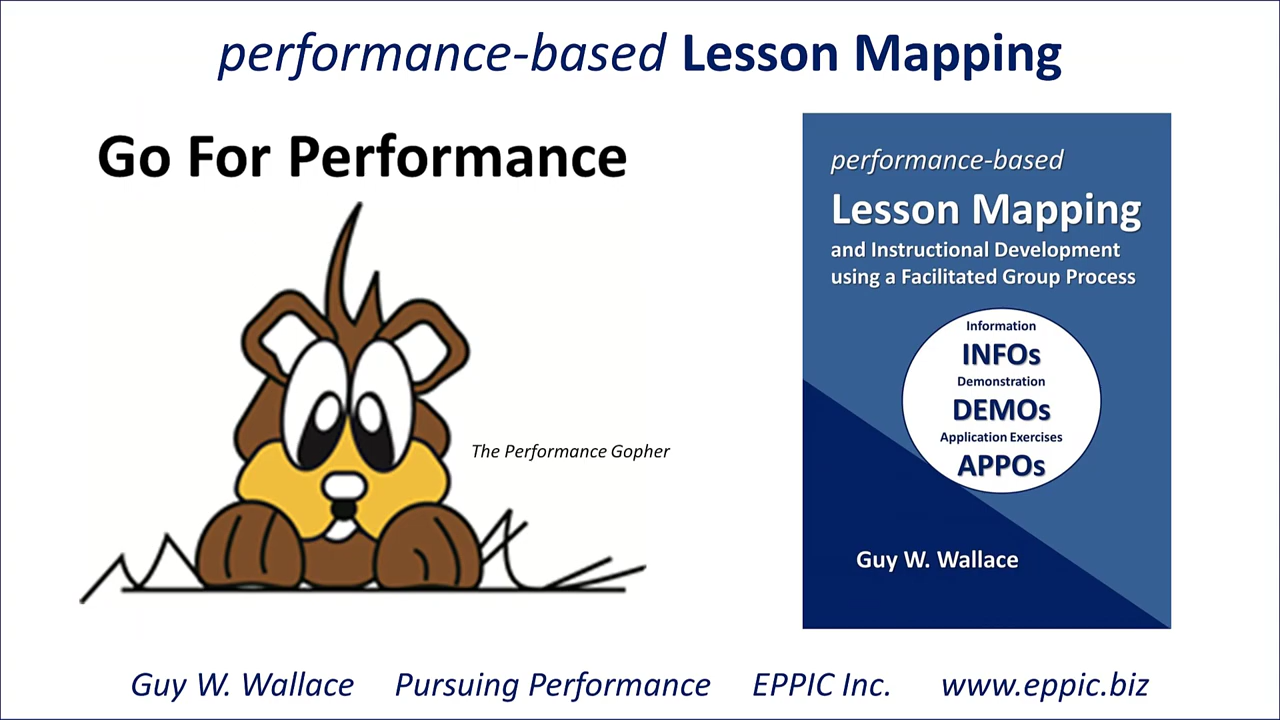 performance-based Lesson Mapping
Go For Performance
The Performance Gopher
performance-based
Lesson Mapping
and Instructional Development
using a Facilitated Group Process
Information
INFOs
Demonstration
DEMOs
Application Exercises
APPOs
Guy W. Wallace
Guy W. Wallace Pursuing Performance EPPIC Inc. www.eppic.biz